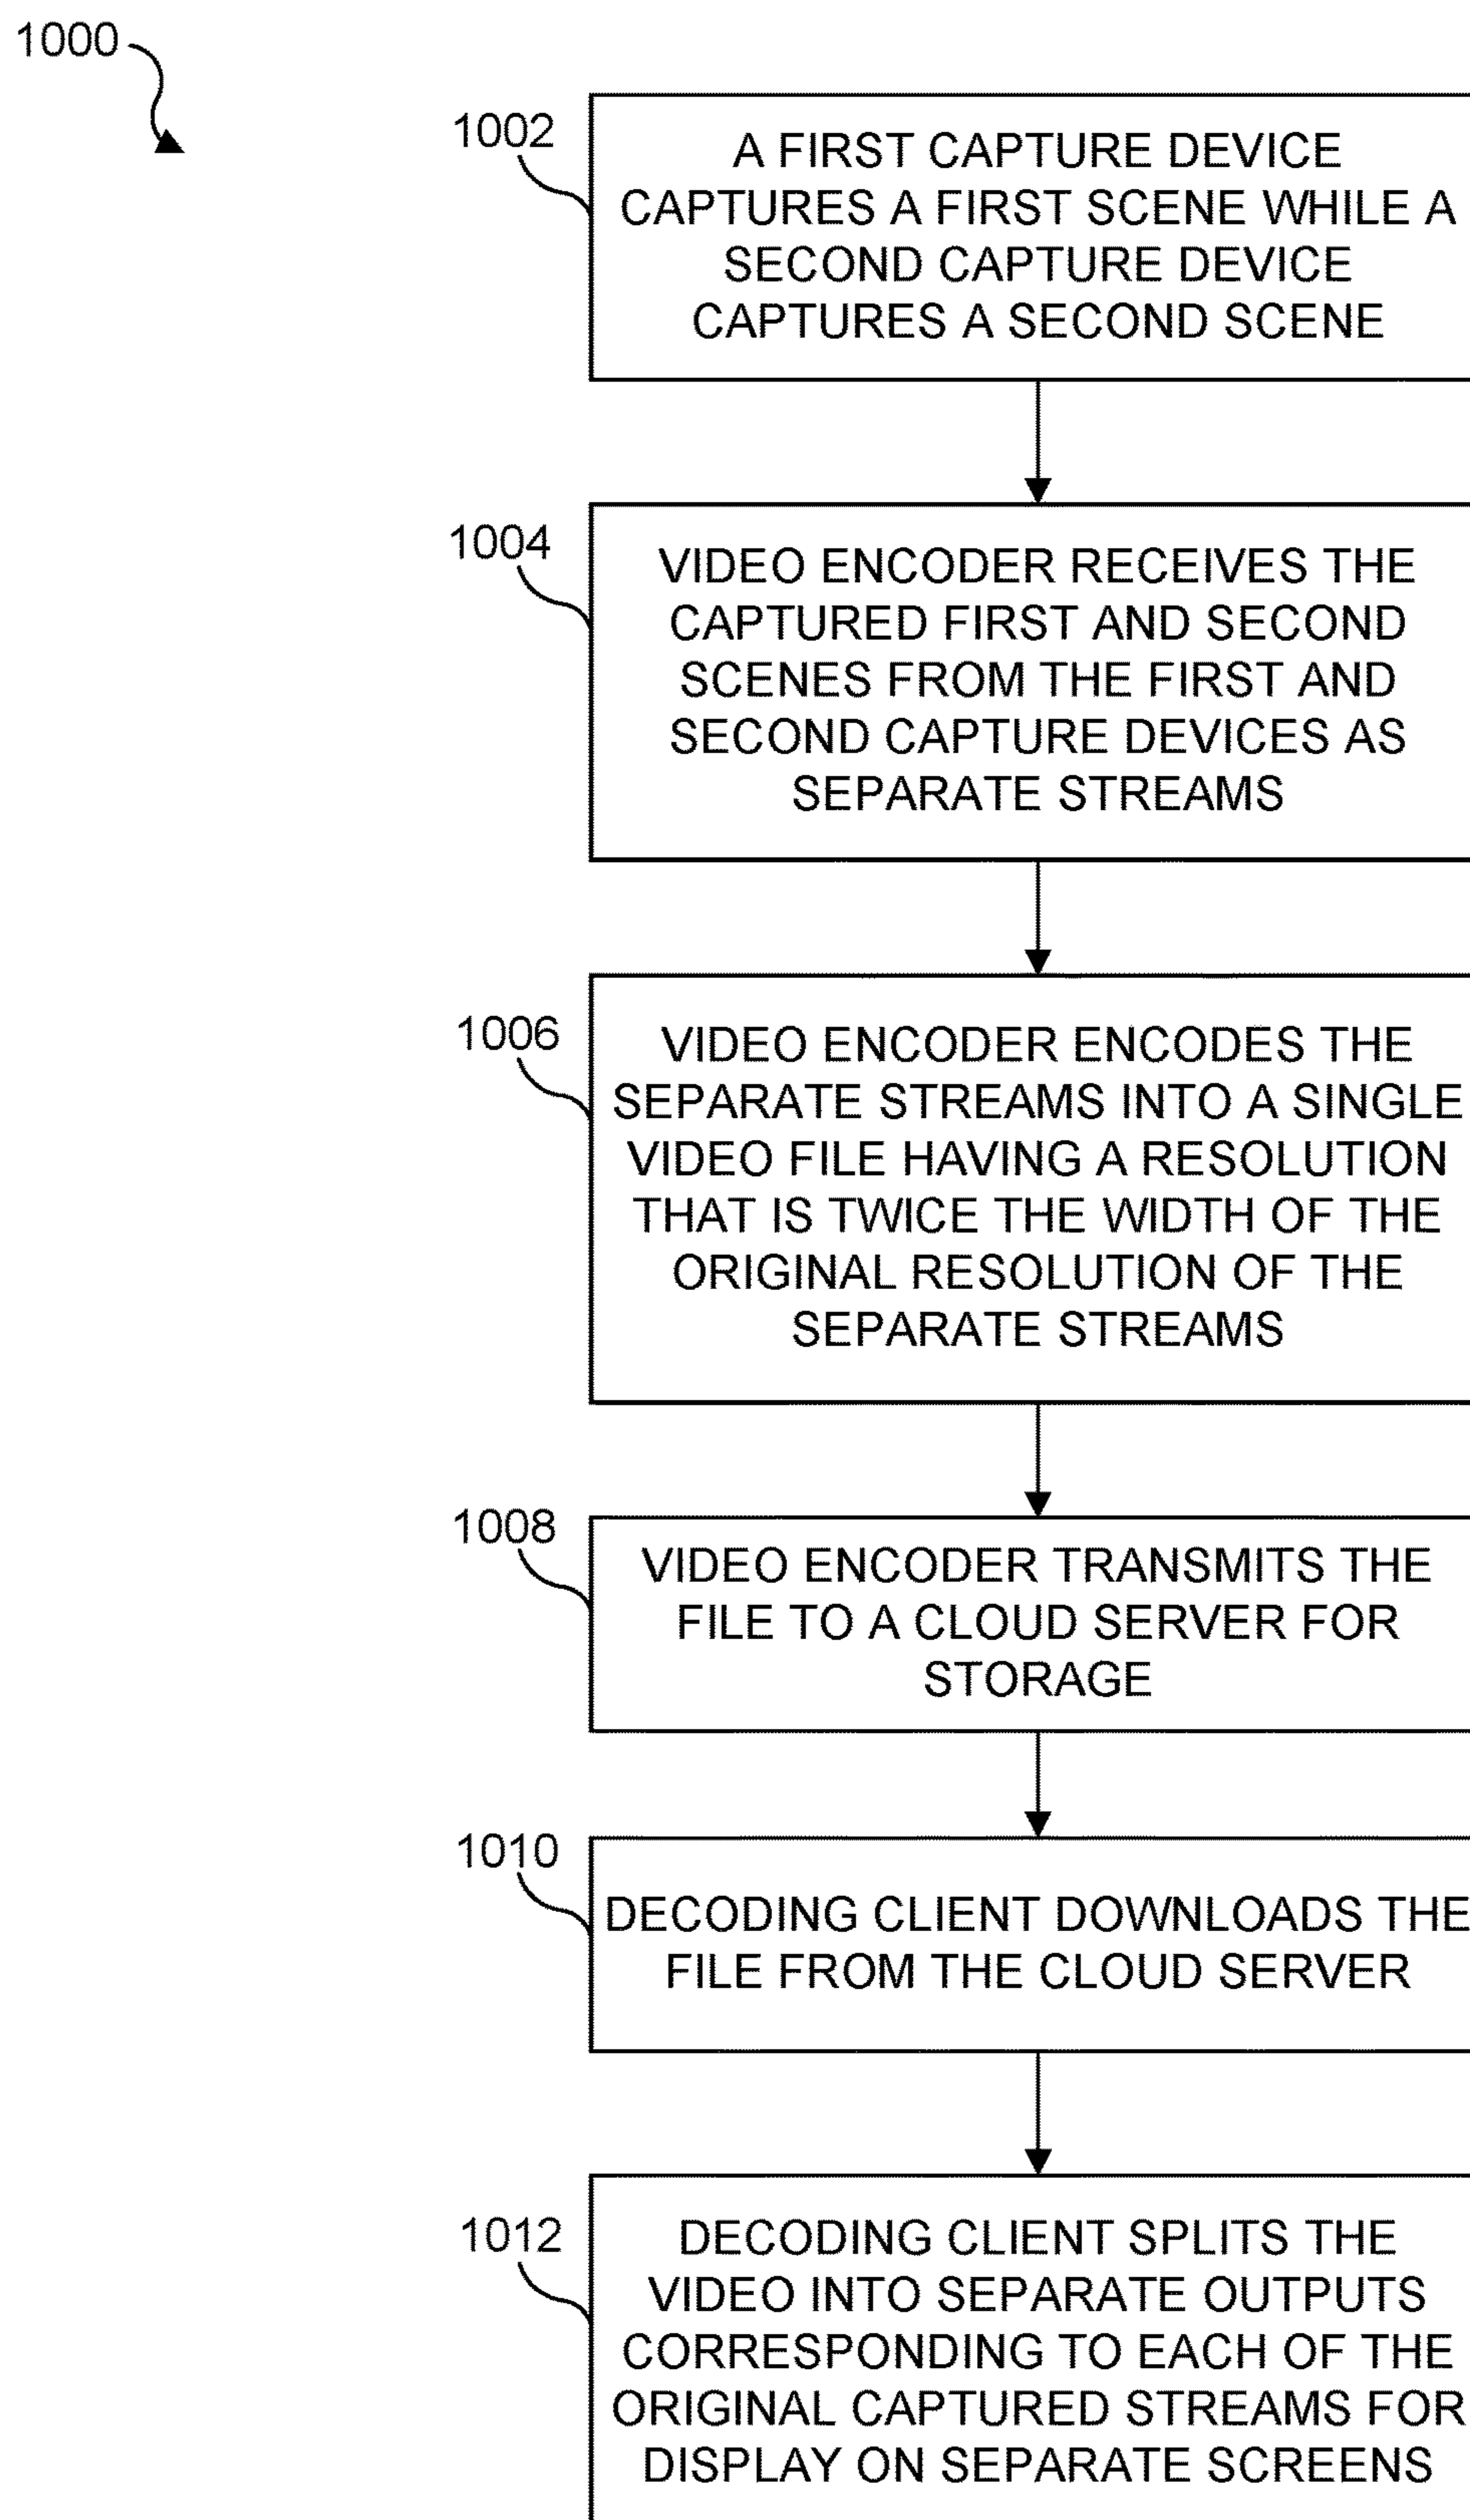 1000
1002
A FIRST CAPTURE DEVICE
CAPTURES A FIRST SCENE WHILE A
SECOND CAPTURE DEVICE
CAPTURES A SECOND SCENE
1004
VIDEO ENCODER RECEIVES THE
CAPTURED FIRST AND SECOND
SCENES FROM THE FIRST AND
SECOND CAPTURE DEVICES AS
SEPARATE STREAMS
1006
VIDEO ENCODER ENCODES THE
SEPARATE STREAMS INTO A SINGLE
VIDEO FILE HAVING A RESOLUTION
THAT IS TWICE THE WIDTH OF THE
ORIGINAL RESOLUTION OF THE
SEPARATE STREAMS
1008
VIDEO ENCODER TRANSMITS THE
FILE TO A CLOUD SERVER FOR
STORAGE
1010
DECODING CLIENT DOWNLOADS THE
FILE FROM THE CLOUD SERVER
1012
DECODING CLIENT SPLITS THE
VIDEO INTO SEPARATE OUTPUTS
CORRESPONDING TO EACH OF THE
ORIGINAL CAPTURED STREAMS FOR
DISPLAY ON SEPARATE SCREENS